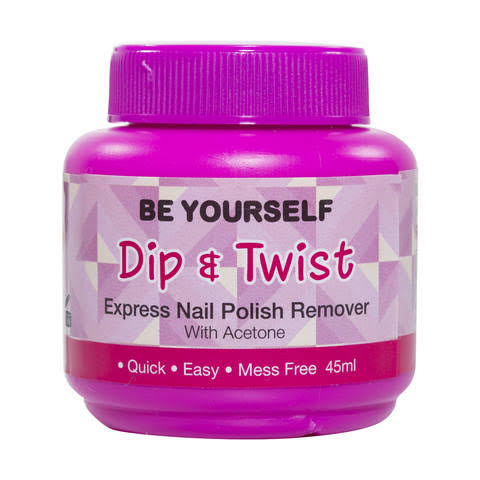 BE YOURSELF
Dip & Twist
Express Nail Polish Remover
With Acetone
• Quick • Easy • Mess Free 45ml